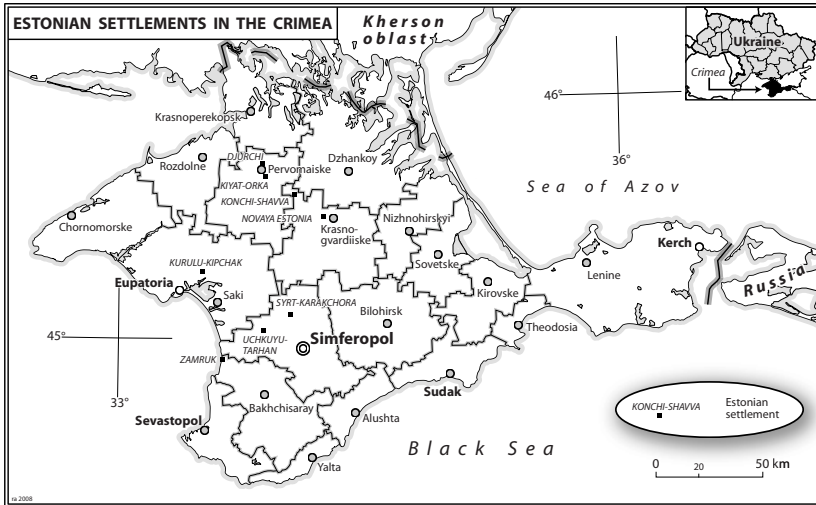 ESTONIAN SETTLEMENTS IN THE CRIMEA
Kherson
oblast
Ukraine
Crimea
46°
36°
Krasnoperekopsk
DJURCHI
Rozdolne
Pervomaiske
Dzhankoy
KIYAT-ORKA
KONCHI-SHAVVA
Sea of Azov
NOVAYA ESTONIA
Krasno-
gvardiiske
Nizhnohirskyi
Chornomorske
Kerch
Sovetske
Lenine
Russia
KURULU-KIPCHAK
Eupatoria
Saki
Kirovske
SYRT-KARAKCHORA
Bilohirsk
Theodosia
45°
UCHKUYU-
TARHAN
Simferopol
ZAMRUK
33°
Sudak
Bakhchisaray
Alushta
Sevastopol
Yalta
Black Sea
KONCHI-SHAVVA
Estonian
settlement
0 20 50 km
ra 2008